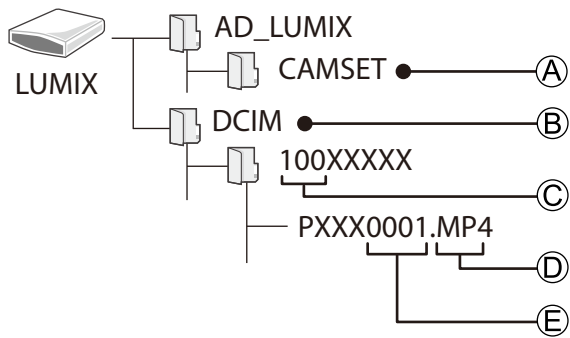 AD_LUMIX
LUMIX
CAMSET
A
DCIM
B
100XXXXX
C
PXXX0001.MP4
D
E